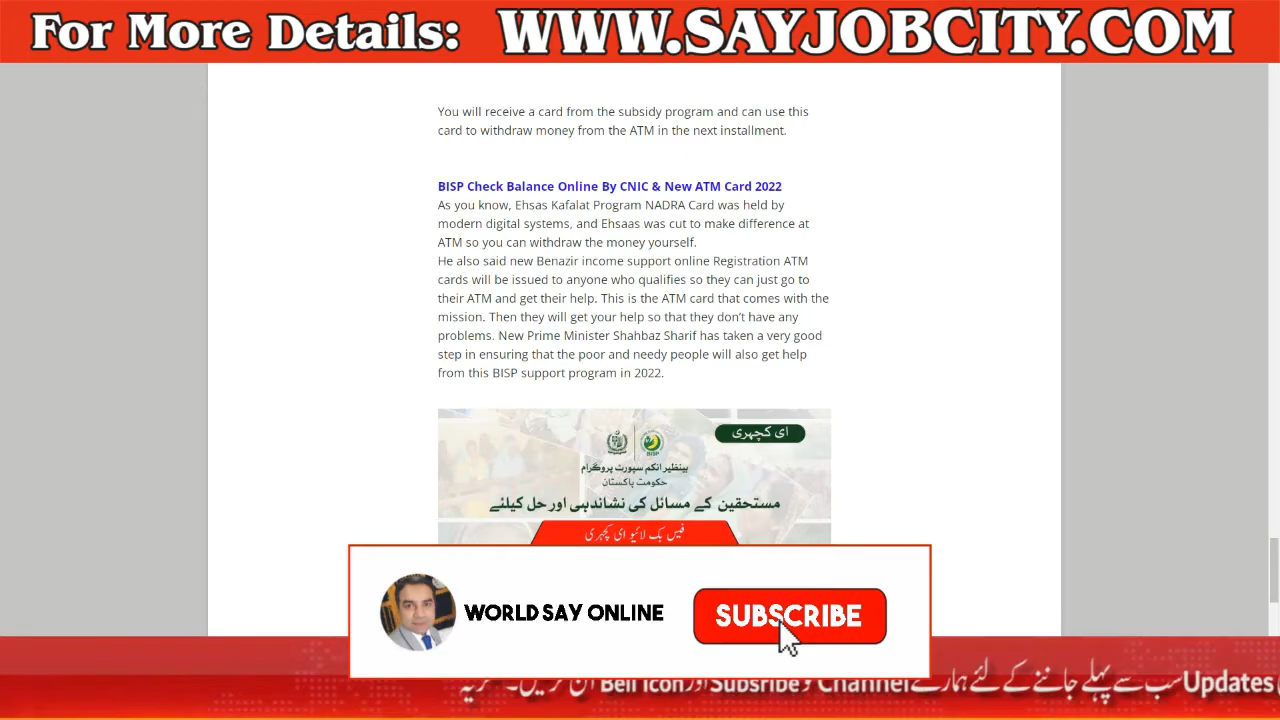 For More Details: WWW.SAYJOBCITY.COM
You will receive a card from the subsidy program and can use this
card to withdraw money from the ATM in the next installment.
BISP Check Balance Online By CNIC & New ATM Card 2022
As you know, Ehsas Kafalat Program NADRA Card was held by
modern digital systems, and Ehsaas was cut to make difference at
ATM so you can withdraw the money yourself.
He also said new Benazir income support online Registration ATM
cards will be issued to anyone who qualifies so they can just go to
their ATM and get their help. This is the ATM card that comes with the
mission. Then they will get your help so that they don't have any
problems. New Prime Minister Shahbaz Sharif has taken a very good
step in ensuring that the poor and needy people will also get help
from this BISP support program in 2022.
ای کچہری
BISP
بینظیر انکم سپورٹ پروگرام
حکومت پاکستان
مستحقین کے مسائل کی نشاندہی اور حل کیلئے
فیس بک لائیو ای کچہری
WORLD SAY ONLINE
SUBSCRIBE
Updates سب سے پہلے جاننے کے لئے ہمارے Channel کو Subsribe اور Bell Icon آن کریں۔